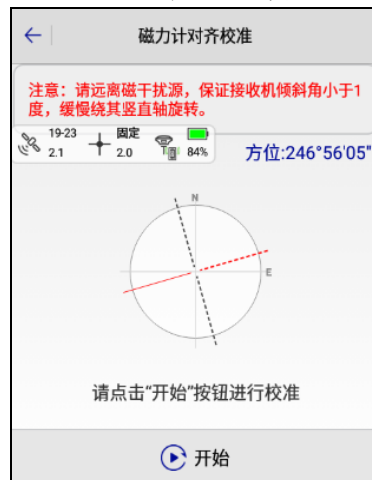 磁力计对齐校准
注意：请远离磁干扰源，保证接收机倾斜角小于1
度，缓慢绕其竖直轴旋转。
19-23 固定
2.1 2.0 84% 方位:246°56'05"
N
E
请点击“开始”按钮进行校准
开始